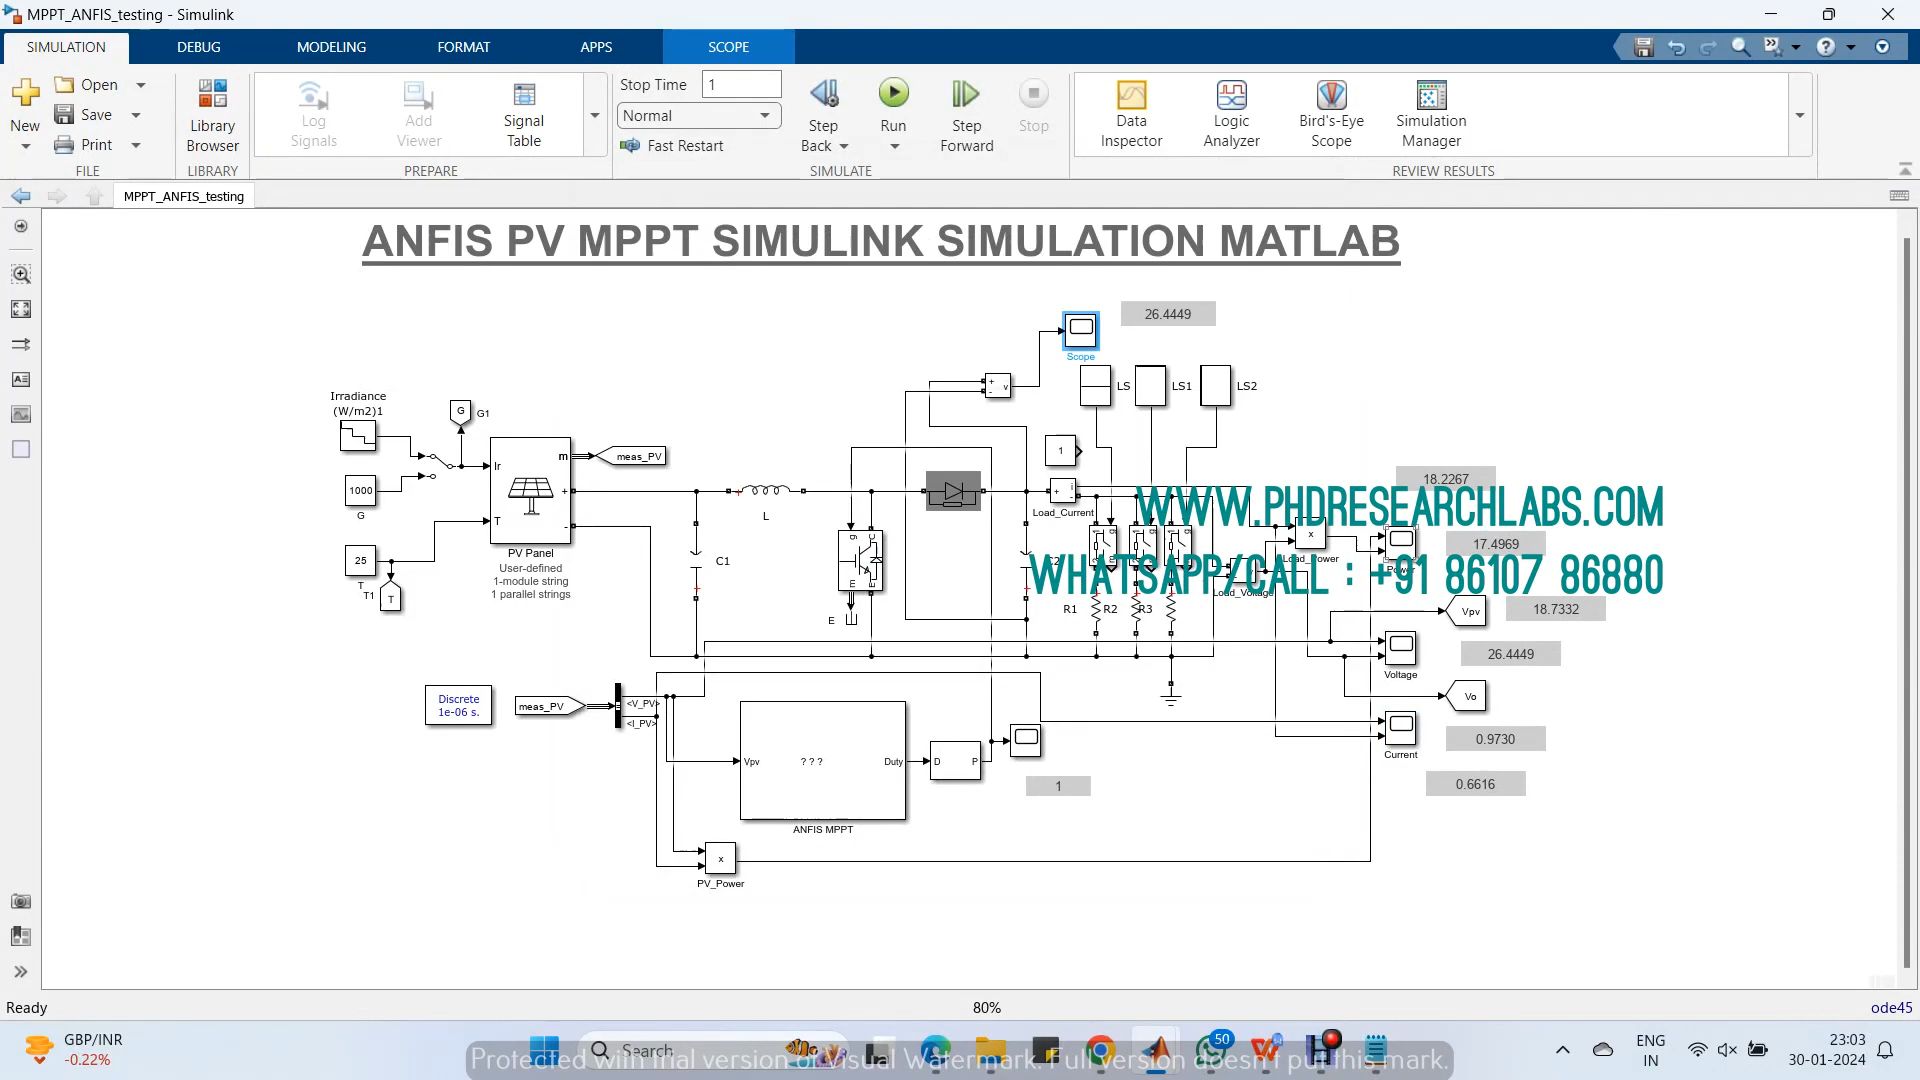 MPPT_ANFIS_testing - Simulink
SIMULATION DEBUG MODELING FORMAT APPS SCOPE
New Open Save Print
FILE
Library Browser
LIBRARY
Log Signals Add Viewer Signal Table
PREPARE
Stop Time 1
Normal
Fast Restart
Step Back Run Step Forward Stop
SIMULATE
Data Inspector Logic Analyzer Bird's-Eye Scope Simulation Manager
REVIEW RESULTS
MPPT_ANFIS_testing
ANFIS PV MPPT SIMULINK SIMULATION MATLAB
26.4449
Scope
LS LS1 LS2
+ - v
Irradiance
(W/m2)1
G G1
1000
G
25
T
T1 T
Ir T m + -
PV Panel
User-defined
1-module string
1 parallel strings
meas_PV
L
C1
g C m E
E
1
+ i -
Load_Current
18.2267
WWW.PHDRESEARCHLABS.COM
x
17.4969
WHATSAPP/CALL : +91 86107 86880
R1 R2 R3
Vpv 18.7332
26.4449
Voltage
Vo
0.9730
Current
0.6616
Discrete
1e-06 s.
meas_PV
<V_PV>
<I_PV>
Vpv ? ? ? Duty
ANFIS MPPT
D P
1
x
PV_Power
Ready 80% ode45
GBP/INR
-0.22%
Search
50
ENG
IN
23:03
30-01-2024
Protected with trial version of Visual Watermark. Full version doesn't put this mark.